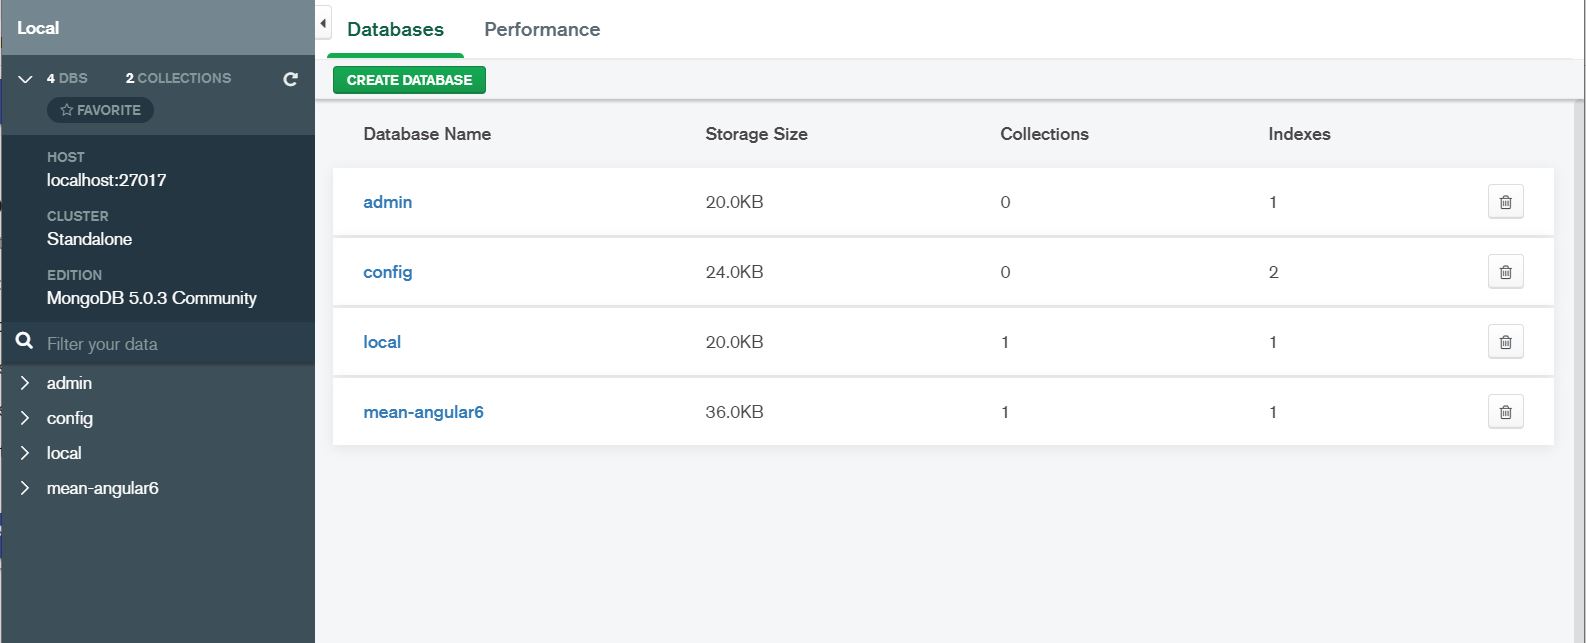 Local
4 DBS 2 COLLECTIONS
FAVORITE
HOST
localhost:27017
CLUSTER
Standalone
EDITION
MongoDB 5.0.3 Community
Filter your data
admin
config
local
mean-angular6
Databases Performance
CREATE DATABASE
Database Name Storage Size Collections Indexes
admin 20.0KB 0 1
config 24.0KB 0 2
local 20.0KB 1 1
mean-angular6 36.0KB 1 1